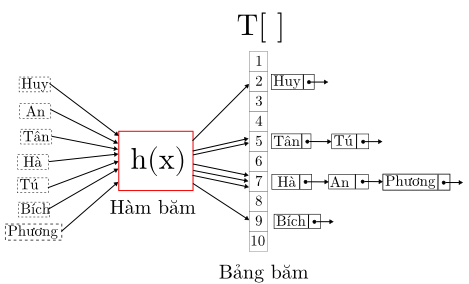 T[ ]
Huy
An
Tân
Hà
Tú
Bích
Phương
h(x)
Hàm băm
1
2 Huy
3
4
5 Tân Tú
6
7 Hà An Phương
8
9 Bích
10
Bảng băm